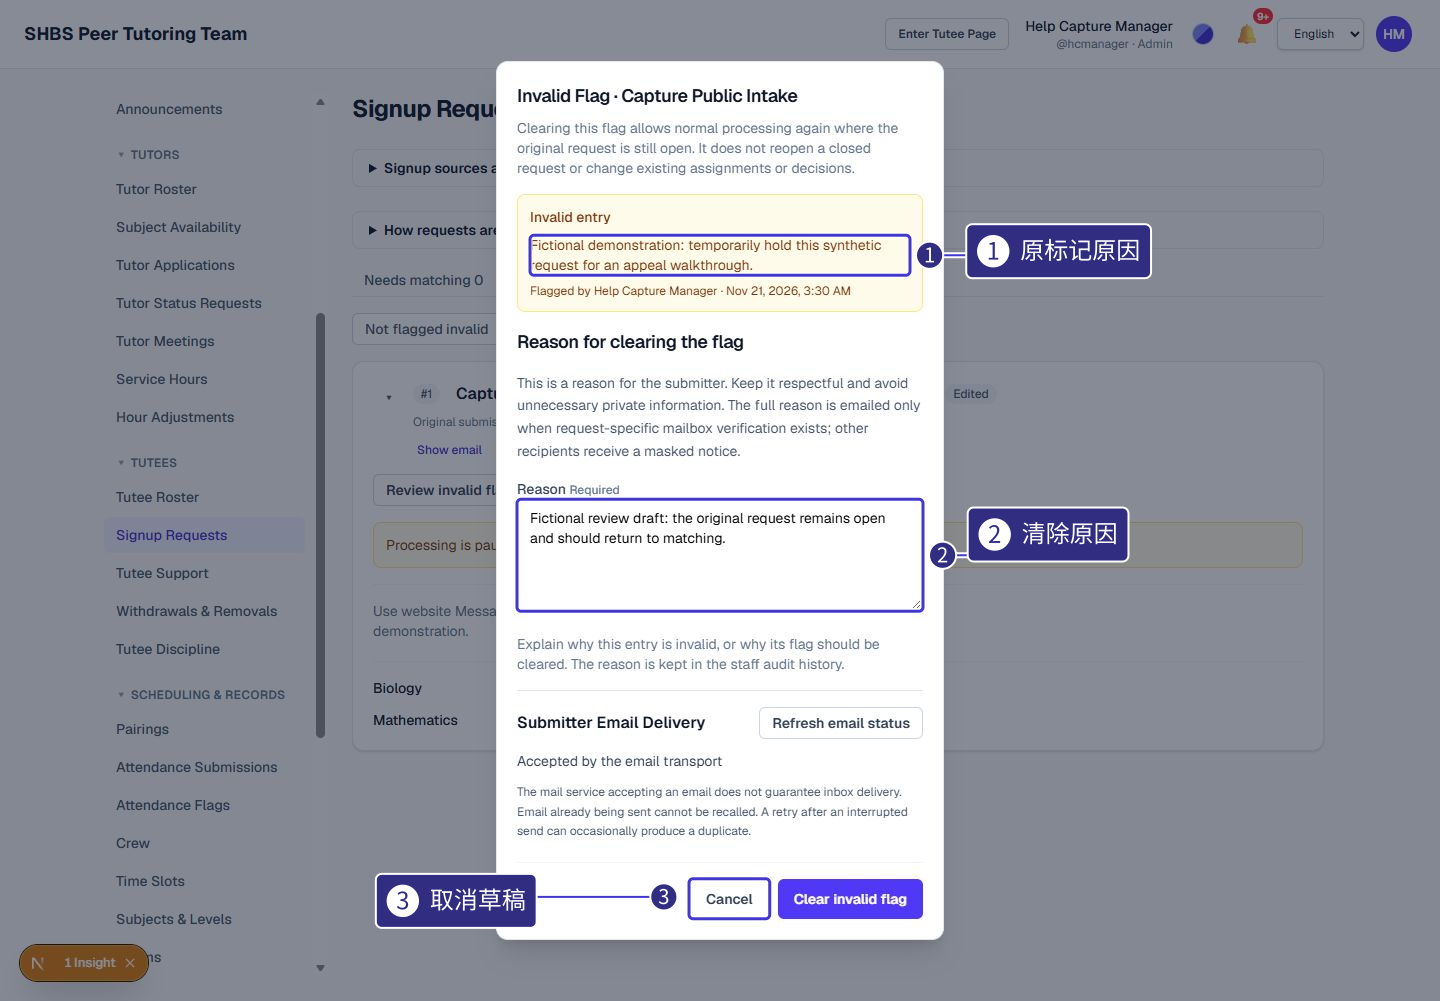 SHBS Peer Tutoring Team
Enter Tutee Page
Help Capture Manager
@hcmanager · Admin
9+
English
HM
Announcements
TUTORS
Tutor Roster
Subject Availability
Tutor Applications
Tutor Status Requests
Tutor Meetings
Service Hours
Hour Adjustments
TUTEES
Tutee Roster
Signup Requests
Tutee Support
Withdrawals & Removals
Tutee Discipline
SCHEDULING & RECORDS
Pairings
Attendance Submissions
Attendance Flags
Crew
Time Slots
Subjects & Levels
1 Insight
Signup Reque
Signup sources a
How requests are
Needs matching 0
Not flagged invalid
#1
Captu
Edited
Original submis
Show email
Review invalid fl
Processing is pau
Use website Messa
demonstration.
Biology
Mathematics
Invalid Flag · Capture Public Intake
Clearing this flag allows normal processing again where the
original request is still open. It does not reopen a closed
request or change existing assignments or decisions.
Invalid entry
Fictional demonstration: temporarily hold this synthetic
request for an appeal walkthrough.
Flagged by Help Capture Manager · Nov 21, 2026, 3:30 AM
1
1 原标记原因
Reason for clearing the flag
This is a reason for the submitter. Keep it respectful and avoid
unnecessary private information. The full reason is emailed only
when request-specific mailbox verification exists; other
recipients receive a masked notice.
Reason Required
Fictional review draft: the original request remains open
and should return to matching.
2
2 清除原因
Explain why this entry is invalid, or why its flag should be
cleared. The reason is kept in the staff audit history.
Submitter Email Delivery
Refresh email status
Accepted by the email transport
The mail service accepting an email does not guarantee inbox delivery.
Email already being sent cannot be recalled. A retry after an interrupted
send can occasionally produce a duplicate.
3 取消草稿
3
Cancel
Clear invalid flag